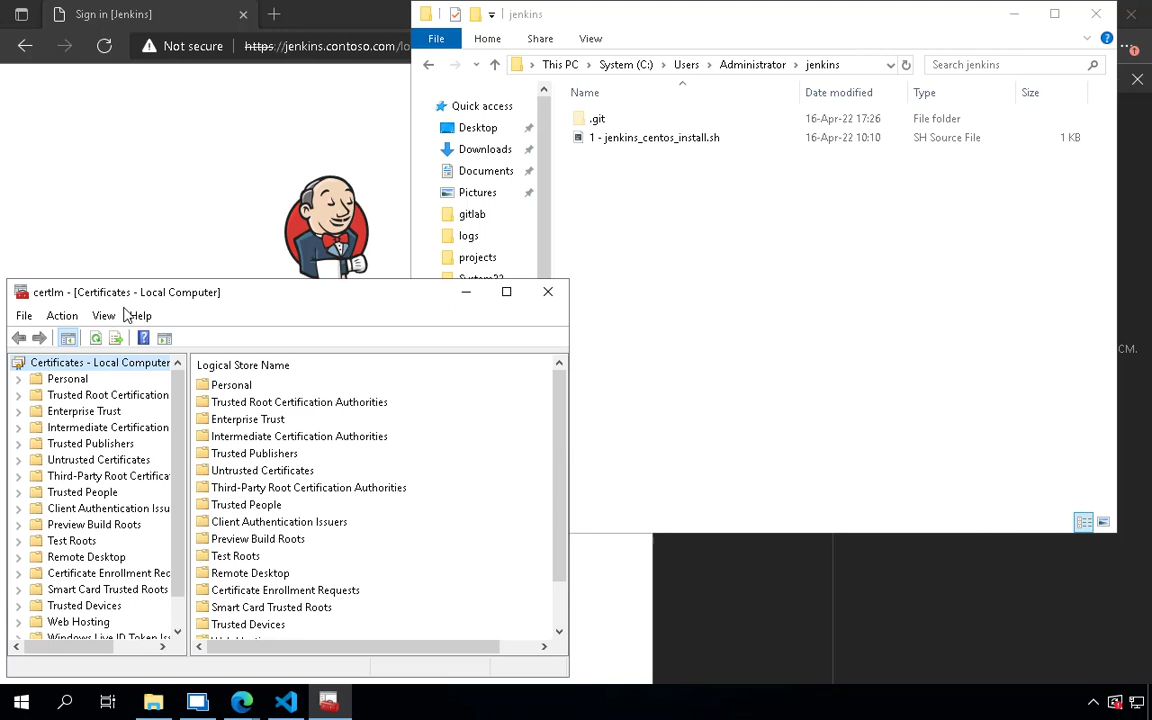 Sign in [Jenkins]
Not secure
https://jenkins.contoso.com/lo
jenkins
File
Home
Share
View
This PC
System (C:)
Users
Administrator
jenkins
Search jenkins
Name
Date modified
Type
Size
Quick access
Desktop
Downloads
Documents
Pictures
gitlab
logs
projects
System32
.git
16-Apr-22 17:26
File folder
1 - jenkins_centos_install.sh
16-Apr-22 10:10
SH Source File
1 KB
CM.
certlm - [Certificates - Local Computer]
File
Action
View
Help
Certificates - Local Computer
Personal
Trusted Root Certification
Enterprise Trust
Intermediate Certification
Trusted Publishers
Untrusted Certificates
Third-Party Root Certifica
Trusted People
Client Authentication Issu
Preview Build Roots
Test Roots
Remote Desktop
Certificate Enrollment Rec
Smart Card Trusted Roots
Trusted Devices
Web Hosting
Windows Live ID Token Iss
Logical Store Name
Personal
Trusted Root Certification Authorities
Enterprise Trust
Intermediate Certification Authorities
Trusted Publishers
Untrusted Certificates
Third-Party Root Certification Authorities
Trusted People
Client Authentication Issuers
Preview Build Roots
Test Roots
Remote Desktop
Certificate Enrollment Requests
Smart Card Trusted Roots
Trusted Devices